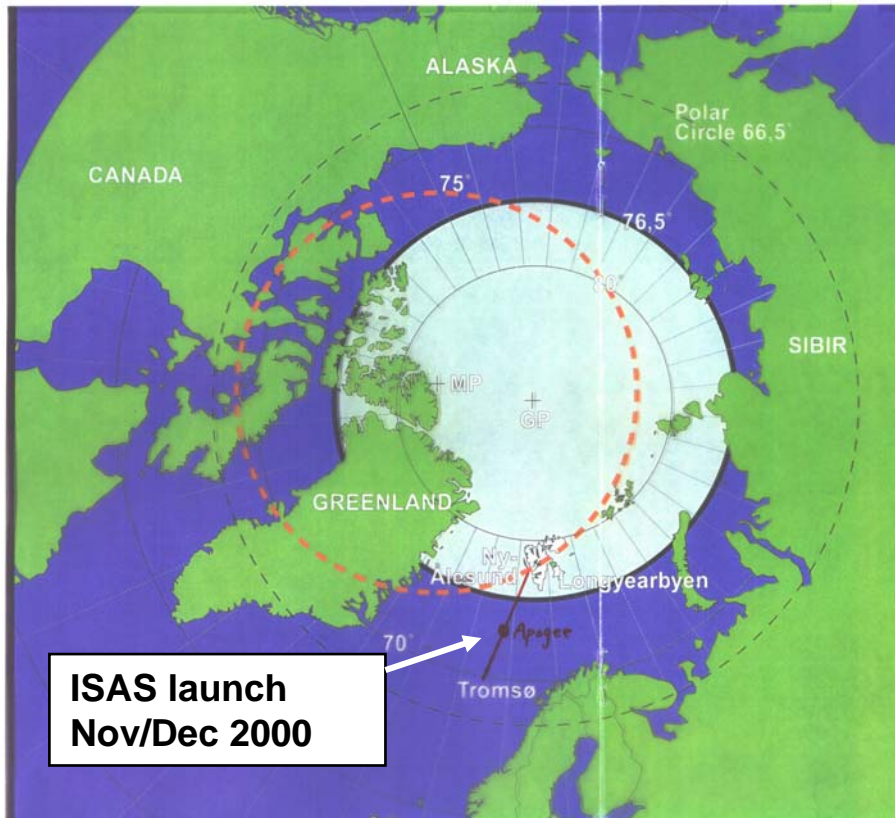 ALASKA
Polar
Circle 66,5°
CANADA
75°
76,5°
80°
SIBIR
MP
GP
GREENLAND
Ny-
Ålesund
Longyearbyen
Apogee
70°
Tromsø
ISAS launch
Nov/Dec 2000